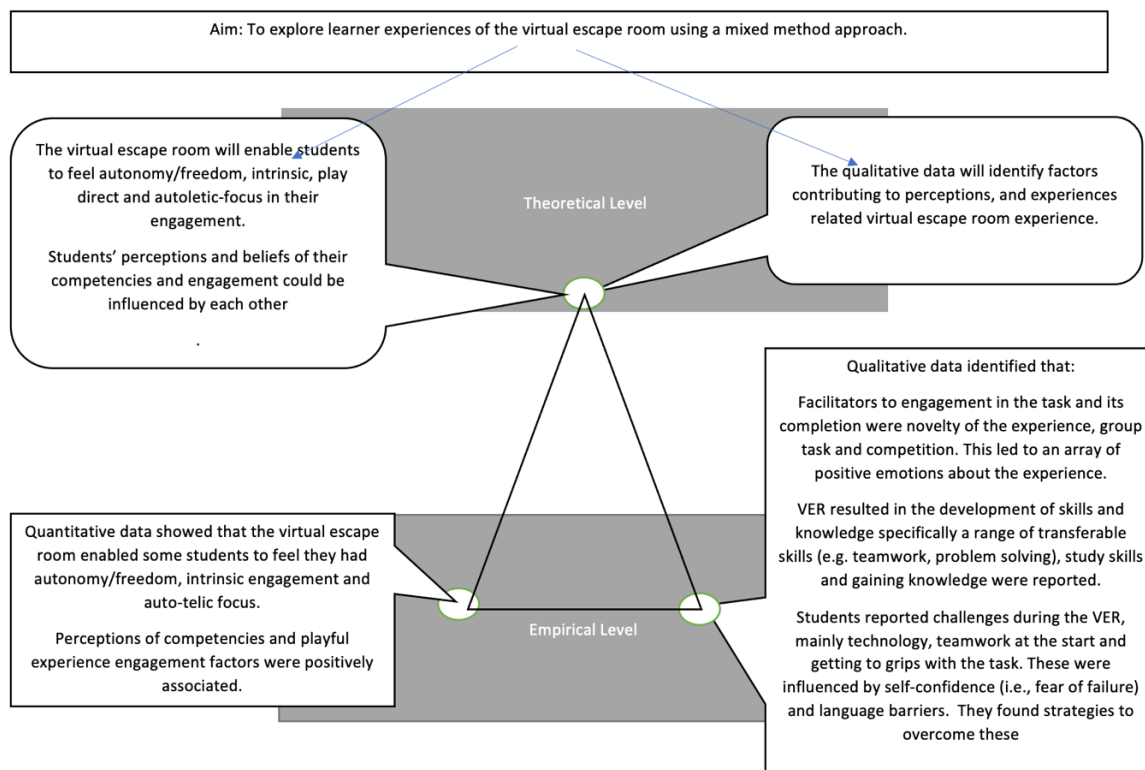 Aim: To explore learner experiences of the virtual escape room using a mixed method approach.
The virtual escape room will enable students
to feel autonomy/freedom, intrinsic, play
direct and autoletic-focus in their
engagement.
Students’ perceptions and beliefs of their
competencies and engagement could be
influenced by each other
.
Theoretical Level
The qualitative data will identify factors
contributing to perceptions, and experiences
related virtual escape room experience.
Quantitative data showed that the virtual escape
room enabled some students to feel they had
autonomy/freedom, intrinsic engagement and
auto-telic focus.
Perceptions of competencies and playful
experience engagement factors were positively
associated.
Empirical Level
Qualitative data identified that:
Facilitators to engagement in the task and its
completion were novelty of the experience, group
task and competition. This led to an array of
positive emotions about the experience.
VER resulted in the development of skills and
knowledge specifically a range of transferable
skills (e.g. teamwork, problem solving), study skills
and gaining knowledge were reported.
Students reported challenges during the VER,
mainly technology, teamwork at the start and
getting to grips with the task. These were
influenced by self-confidence (i.e., fear of failure)
and language barriers.  They found strategies to
overcome these